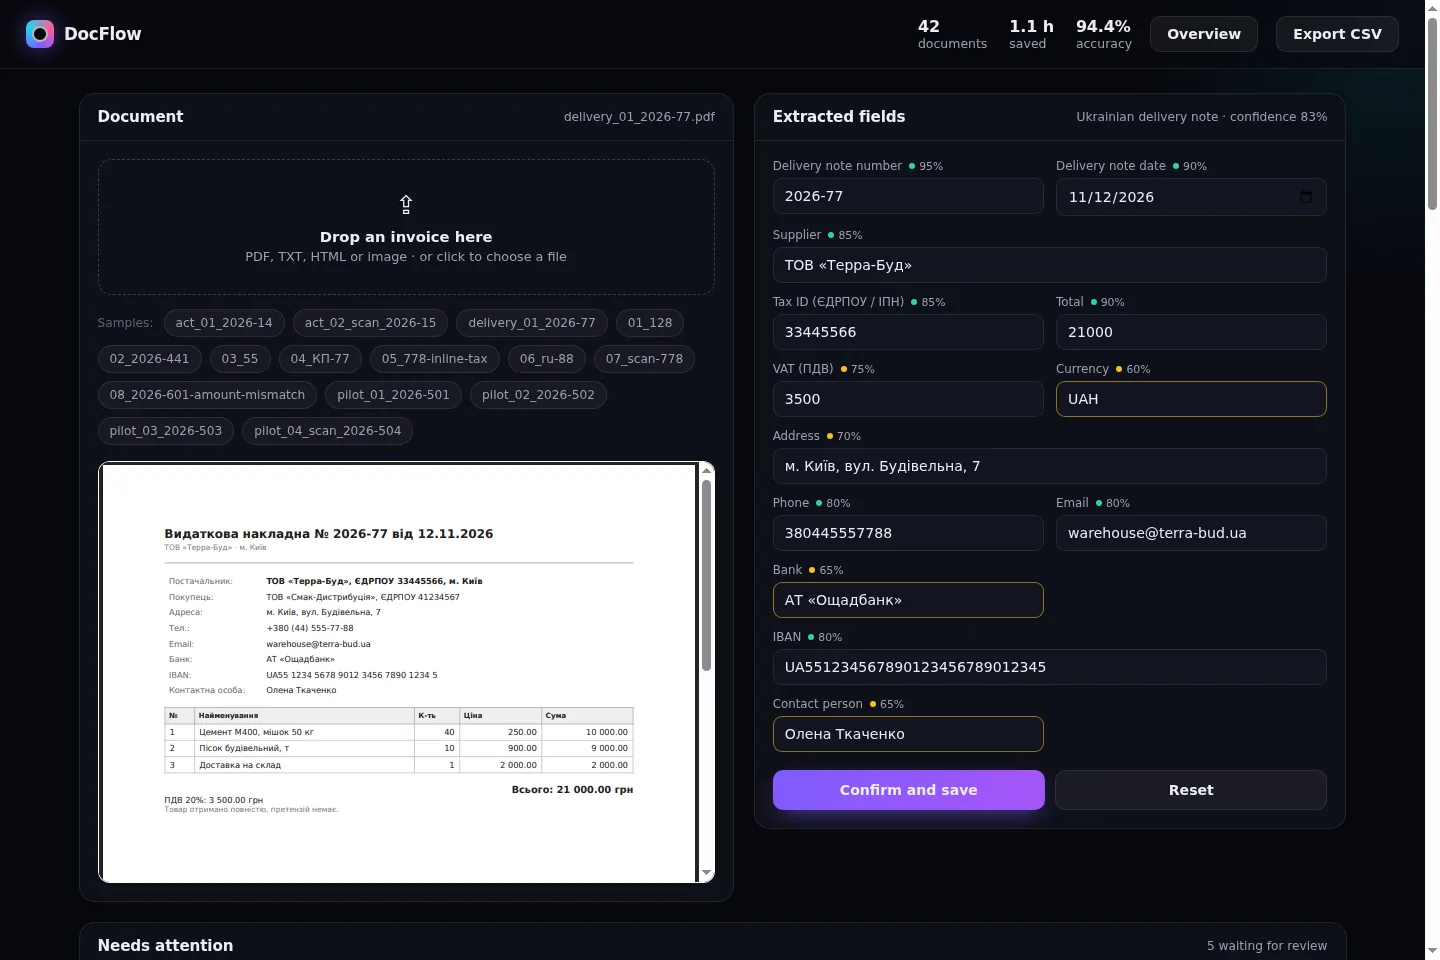 DocFlow
42 documents
1.1 h saved
94.4% accuracy
Overview
Export CSV
Document
delivery_01_2026-77.pdf
Drop an invoice here
PDF, TXT, HTML or image · or click to choose a file
Samples: act_01_2026-14 act_02_scan_2026-15 delivery_01_2026-77 01_128
02_2026-441 03_55 04_КП-77 05_778-inline-tax 06_ru-88 07_scan-778
08_2026-601-amount-mismatch pilot_01_2026-501 pilot_02_2026-502
pilot_03_2026-503 pilot_04_scan_2026-504
Видаткова накладна № 2026-77 від 12.11.2026
ТОВ «Терра-Буд» · м. Київ
Постачальник: ТОВ «Терра-Буд», ЄДРПОУ 33445566, м. Київ
Покупець: ТОВ «Смак-Дистрибуція», ЄДРПОУ 41234567
Адреса: м. Київ, вул. Будівельна, 7
Тел.: +380 (44) 555-77-88
Email: warehouse@terra-bud.ua
Банк: АТ «Ощадбанк»
IBAN: UA55 1234 5678 9012 3456 7890 1234 5
Контактна особа: Олена Ткаченко
№ Найменування К-ть Ціна Сума
1 Цемент М400, мішок 50 кг 40 250.00 10 000.00
2 Пісок будівельний, т 10 900.00 9 000.00
3 Доставка на склад 1 2 000.00 2 000.00
Всього: 21 000.00 грн
ПДВ 20%: 3 500.00 грн
Товар отримано повністю, претензій немає.
Extracted fields
Ukrainian delivery note · confidence 83%
Delivery note number 95%
2026-77
Delivery note date 90%
11/12/2026
Supplier 85%
ТОВ «Терра-Буд»
Tax ID (ЄДРПОУ / ІПН) 85%
33445566
Total 90%
21000
VAT (ПДВ) 75%
3500
Currency 60%
UAH
Address 70%
м. Київ, вул. Будівельна, 7
Phone 80%
380445557788
Email 80%
warehouse@terra-bud.ua
Bank 65%
АТ «Ощадбанк»
IBAN 80%
UA551234567890123456789012345
Contact person 65%
Олена Ткаченко
Confirm and save
Reset
Needs attention
5 waiting for review